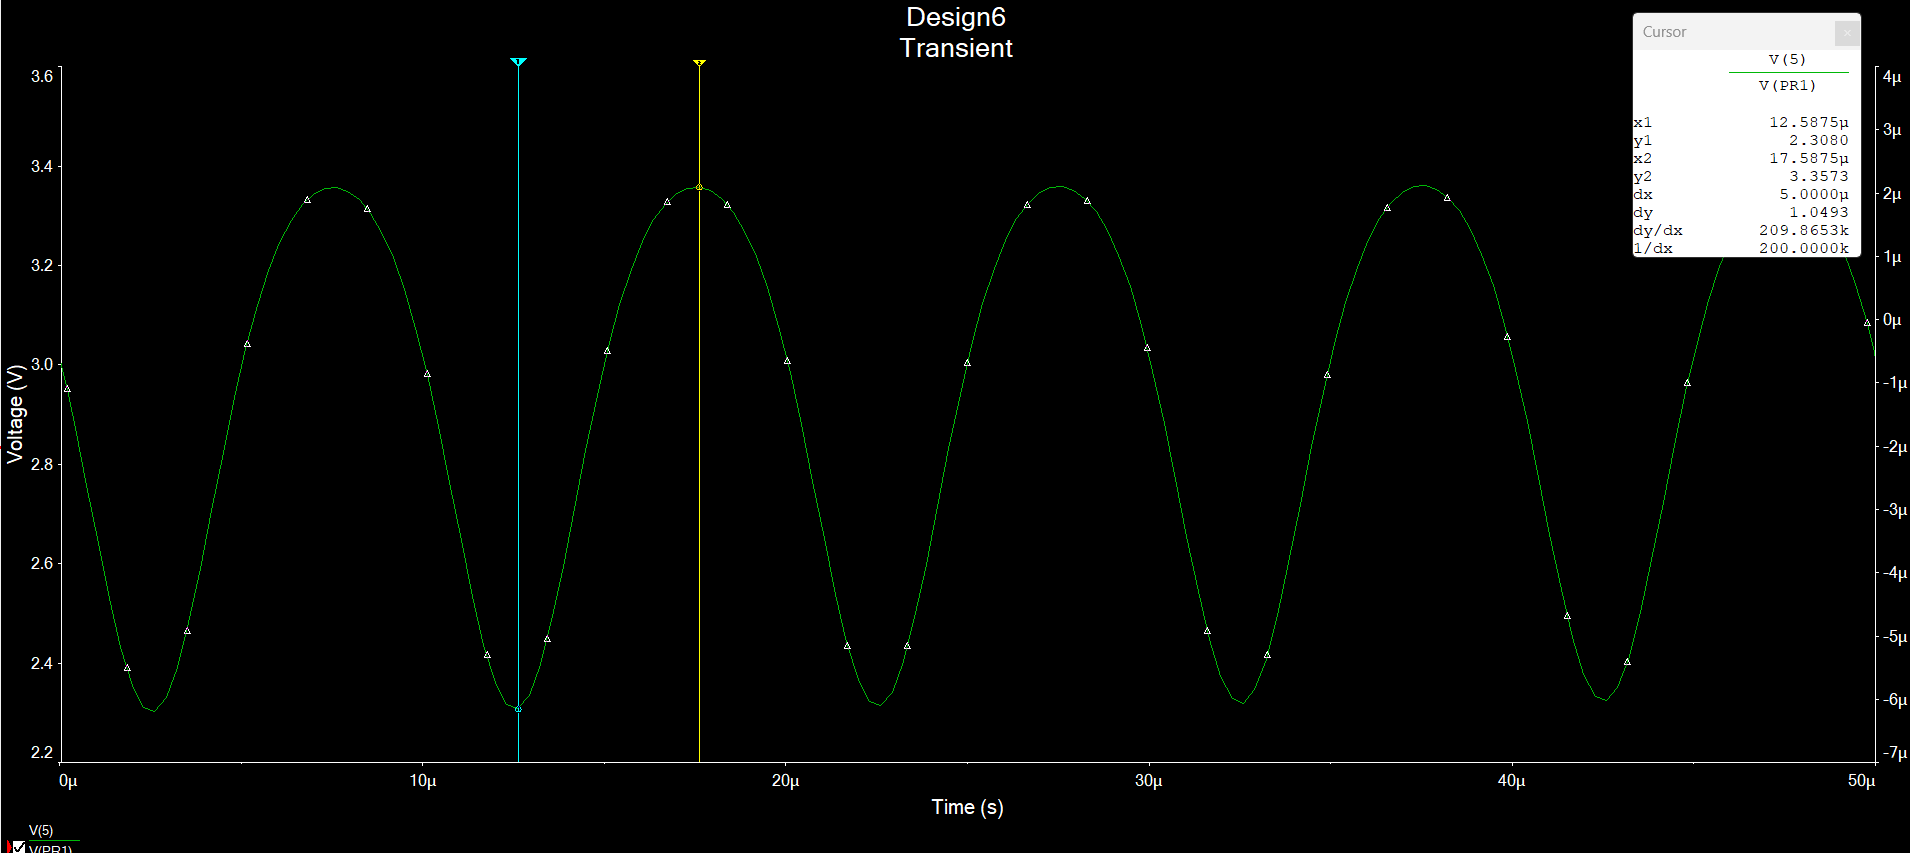 Design6
Transient
Cursor
V(5)
V(PR1)
x1 12.5875µ
y1 2.3080
x2 17.5875µ
y2 3.3573
dx 5.0000µ
dy 1.0493
dy/dx 209.8653k
1/dx 200.0000k
3.6
3.4
3.2
3.0
2.8
2.6
2.4
2.2
Voltage (V)
4µ
3µ
2µ
1µ
0µ
-1µ
-2µ
-3µ
-4µ
-5µ
-6µ
-7µ
0µ 10µ 20µ 30µ 40µ 50µ
Time (s)
V(5)
V(PR1)